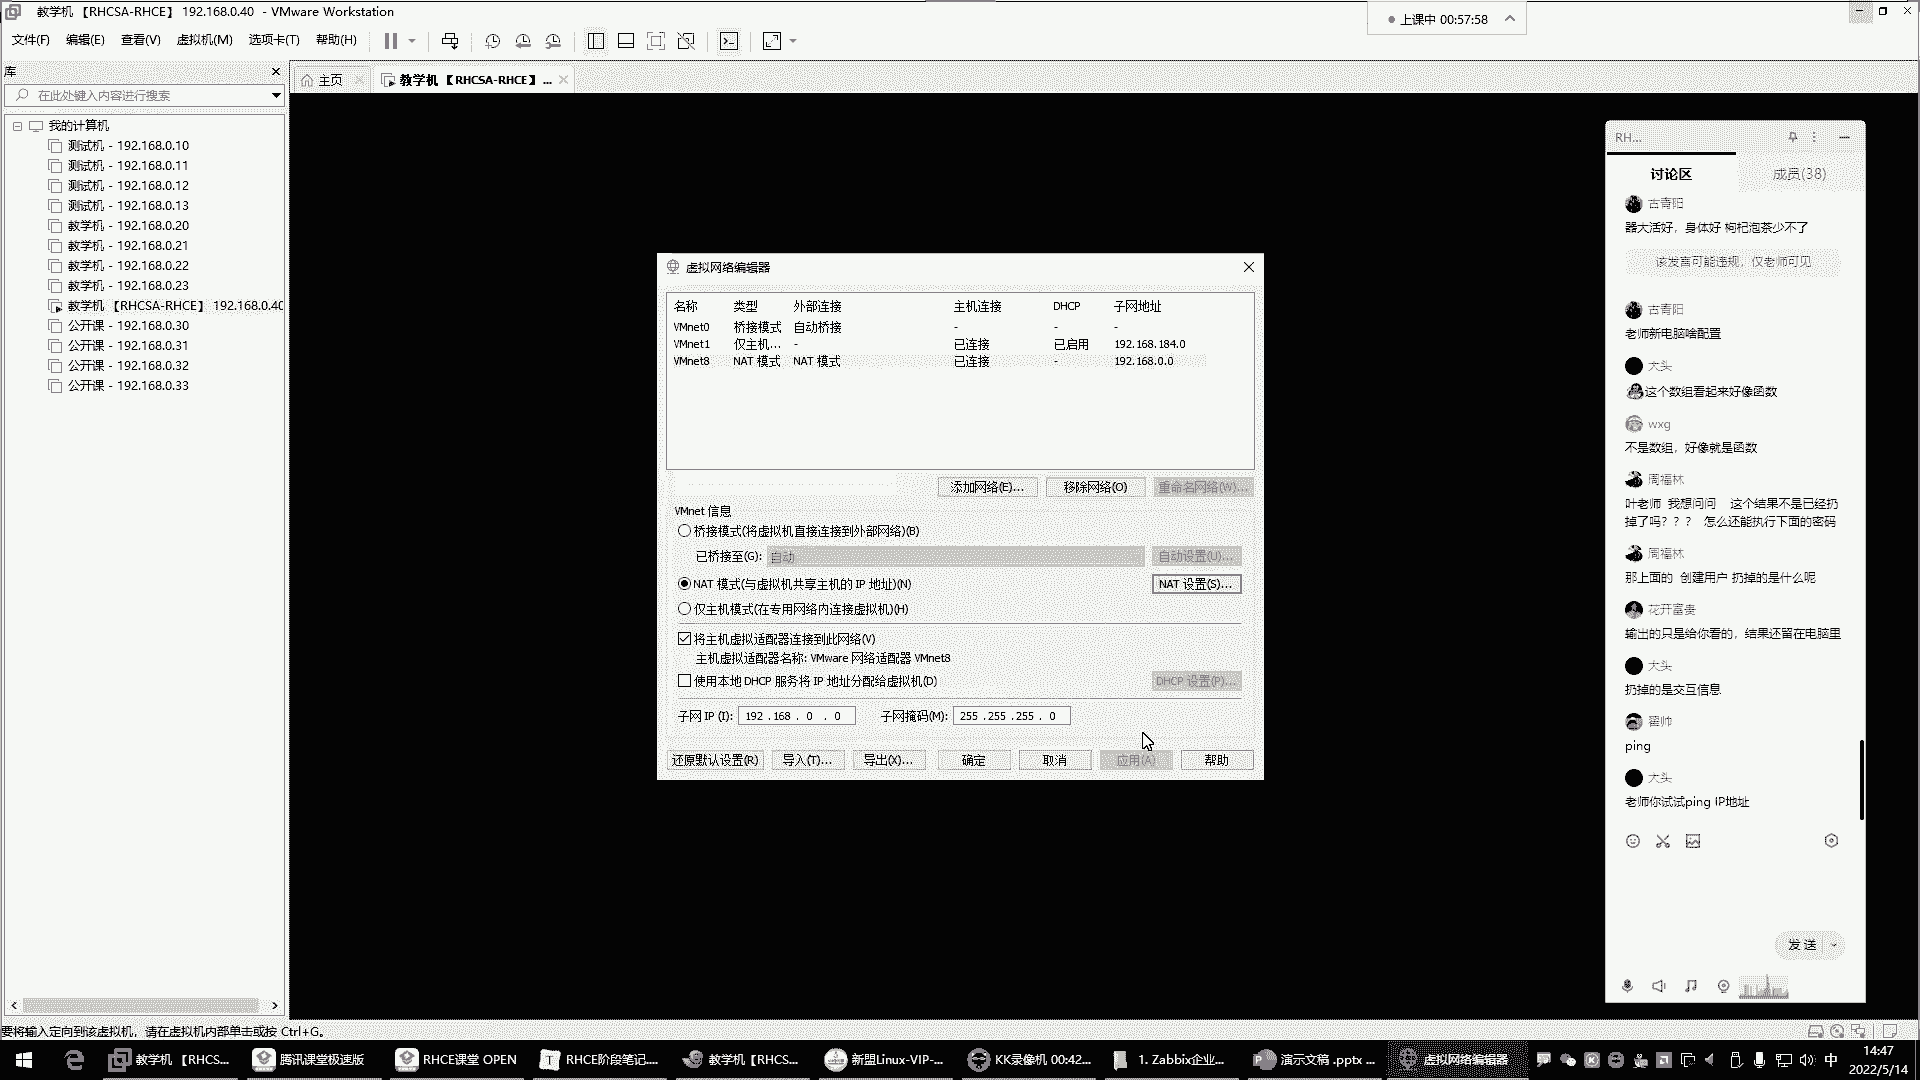 教学机 【RHCSA-RHCE】 192.168.0.40 - VMware Workstation
上课中 00:57:58
文件(F) 编辑(E) 查看(V) 虚拟机(M) 选项卡(T) 帮助(H)
库
主页
教学机 【RHCSA-RHCE】 ...
在此处键入内容进行搜索
我的计算机
测试机 - 192.168.0.10
测试机 - 192.168.0.11
测试机 - 192.168.0.12
测试机 - 192.168.0.13
教学机 - 192.168.0.20
教学机 - 192.168.0.21
教学机 - 192.168.0.22
教学机 - 192.168.0.23
教学机 【RHCSA-RHCE】 192.168.0.40
公开课 - 192.168.0.30
公开课 - 192.168.0.31
公开课 - 192.168.0.32
公开课 - 192.168.0.33
虚拟网络编辑器
名称 类型 外部连接 主机连接 DHCP 子网地址
VMnet0 桥接模式 自动桥接 - - -
VMnet1 仅主机... - 已连接 已启用 192.168.184.0
VMnet8 NAT 模式 NAT 模式 已连接 - 192.168.0.0
添加网络(E)... 移除网络(O) 重命名网络(W)...
VMnet 信息
桥接模式(将虚拟机直接连接到外部网络)(B)
已桥接至(G): 自动 自动设置(U)...
NAT 模式(与虚拟机共享主机的 IP 地址)(N) NAT 设置(S)...
仅主机模式(在专用网络内连接虚拟机)(H)
将主机虚拟适配器连接到此网络(V)
主机虚拟适配器名称: VMware 网络适配器 VMnet8
使用本地 DHCP 服务将 IP 地址分配给虚拟机(D) DHCP 设置(P)...
子网 IP (I): 192 . 168 . 0 . 0 子网掩码(M): 255 . 255 . 255 . 0
还原默认设置(R) 导入(T)... 导出(X)... 确定 取消 应用(A) 帮助
RH...
讨论区 成员(38)
古青阳
器大活好，身体好 枸杞泡茶少不了
该发言可能违规，仅老师可见
古青阳
老师新电脑啥配置
大头
这个数组看起来好像函数
wxg
不是数组，好像就是函数
周福林
叶老师 我想问问 这个结果不是已经扔
掉了吗？？？ 怎么还能执行下面的密码
周福林
那上面的 创建用户 扔掉的是什么呢
花开富贵
输出的只是给你看的，结果还留在电脑里
大头
扔掉的是交互信息
翟帅
ping
大头
老师你试试ping IP地址
发送
要将输入定向到该虚拟机，请在虚拟机内部单击或按 Ctrl+G。
教学机 【RHCS... 腾讯课堂极速版 RHCE课堂 OPEN RHCE阶段笔记.... 教学机【RHCS... 新盟Linux-VIP-... KK录像机 00:42... 1. Zabbix企业... 演示文稿 .pptx ... 虚拟网络编辑器 中 14:47
2022/5/14